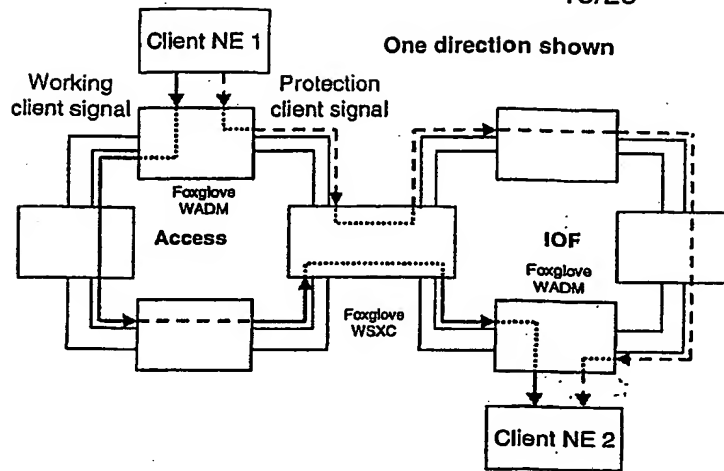 Client NE 1
One direction shown
Working
client signal
Protection
client signal
Foxglove
WADM
Access
IOF
Foxglove
WADM
Foxglove
WSXC
Client NE 2